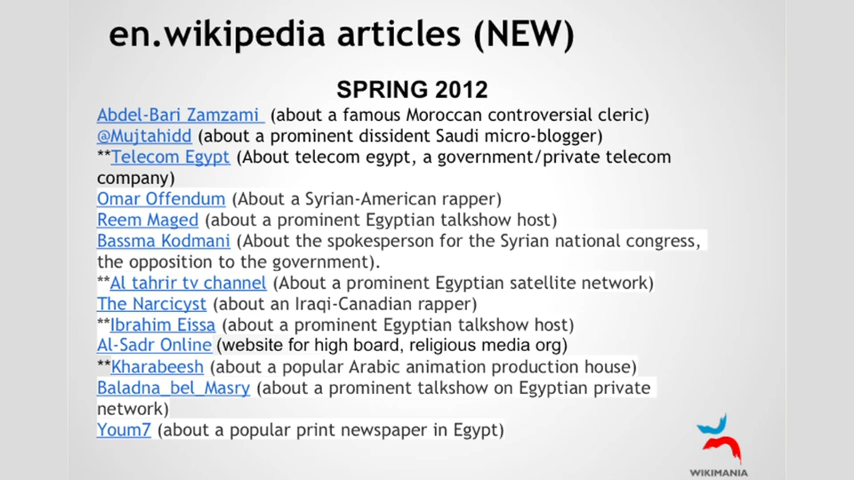 en.wikipedia articles (NEW)
SPRING 2012
Abdel-Bari Zamzami (about a famous Moroccan controversial cleric)
@Mujtahidd (about a prominent dissident Saudi micro-blogger)
**Telecom Egypt (About telecom egypt, a government/private telecom
company)
Omar Offendum (About a Syrian-American rapper)
Reem Maged (about a prominent Egyptian talkshow host)
Bassma Kodmani (About the spokesperson for the Syrian national congress,
the opposition to the government).
**Al tahrir tv channel (About a prominent Egyptian satellite network)
The Narcicyst (about an Iraqi-Canadian rapper)
**Ibrahim Eissa (about a prominent Egyptian talkshow host)
Al-Sadr Online (website for high board, religious media org)
**Kharabeesh (about a popular Arabic animation production house)
Baladna_bel_Masry (about a prominent talkshow on Egyptian private
network)
Youm7 (about a popular print newspaper in Egypt)
WIKIMANIA